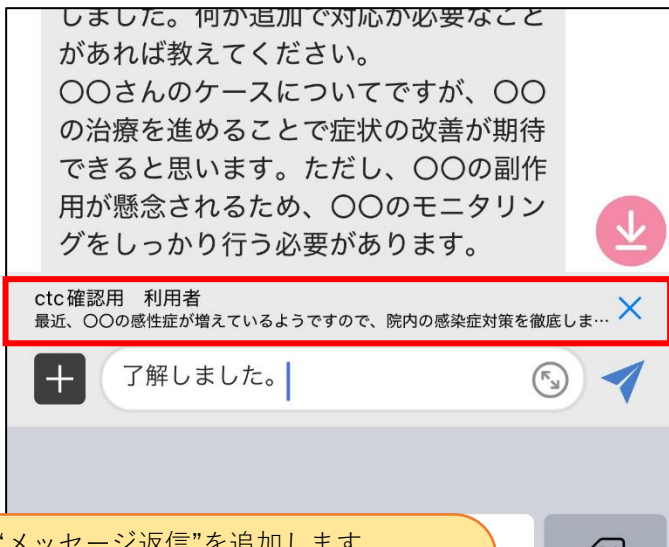 しました。何か追加で対応が必要なこと
があれば教えてください。
〇〇さんのケースについてですが、〇〇
の治療を進めることで症状の改善が期待
できると思います。ただし、〇〇の副作
用が懸念されるため、〇〇のモニタリン
グをしっかり行う必要があります。
ctc確認用 利用者
最近、〇〇の感性症が増えているようですので、院内の感染症対策を徹底しま…
了解しました。
“メッセージ返信”を追加します